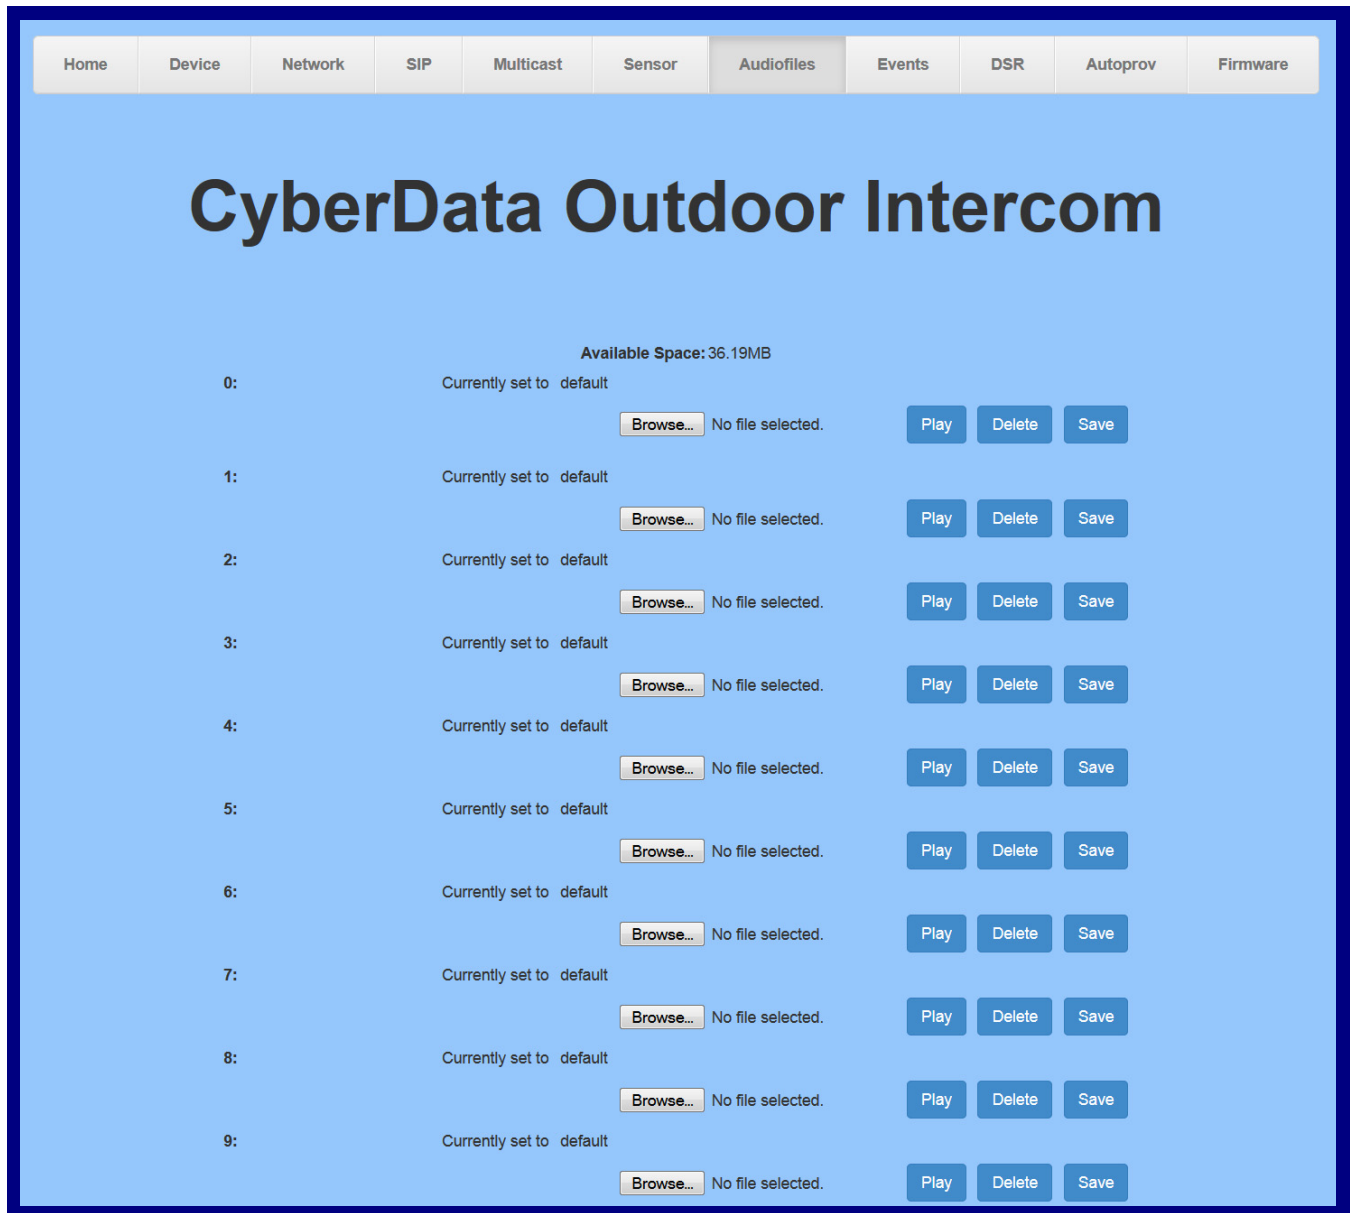 Home Device Network SIP Multicast Sensor Audiofiles Events DSR Autoprov Firmware
CyberData Outdoor Intercom
Available Space: 36.19MB
0: Currently set to default
Browse... No file selected. Play Delete Save
1: Currently set to default
Browse... No file selected. Play Delete Save
2: Currently set to default
Browse... No file selected. Play Delete Save
3: Currently set to default
Browse... No file selected. Play Delete Save
4: Currently set to default
Browse... No file selected. Play Delete Save
5: Currently set to default
Browse... No file selected. Play Delete Save
6: Currently set to default
Browse... No file selected. Play Delete Save
7: Currently set to default
Browse... No file selected. Play Delete Save
8: Currently set to default
Browse... No file selected. Play Delete Save
9: Currently set to default
Browse... No file selected. Play Delete Save